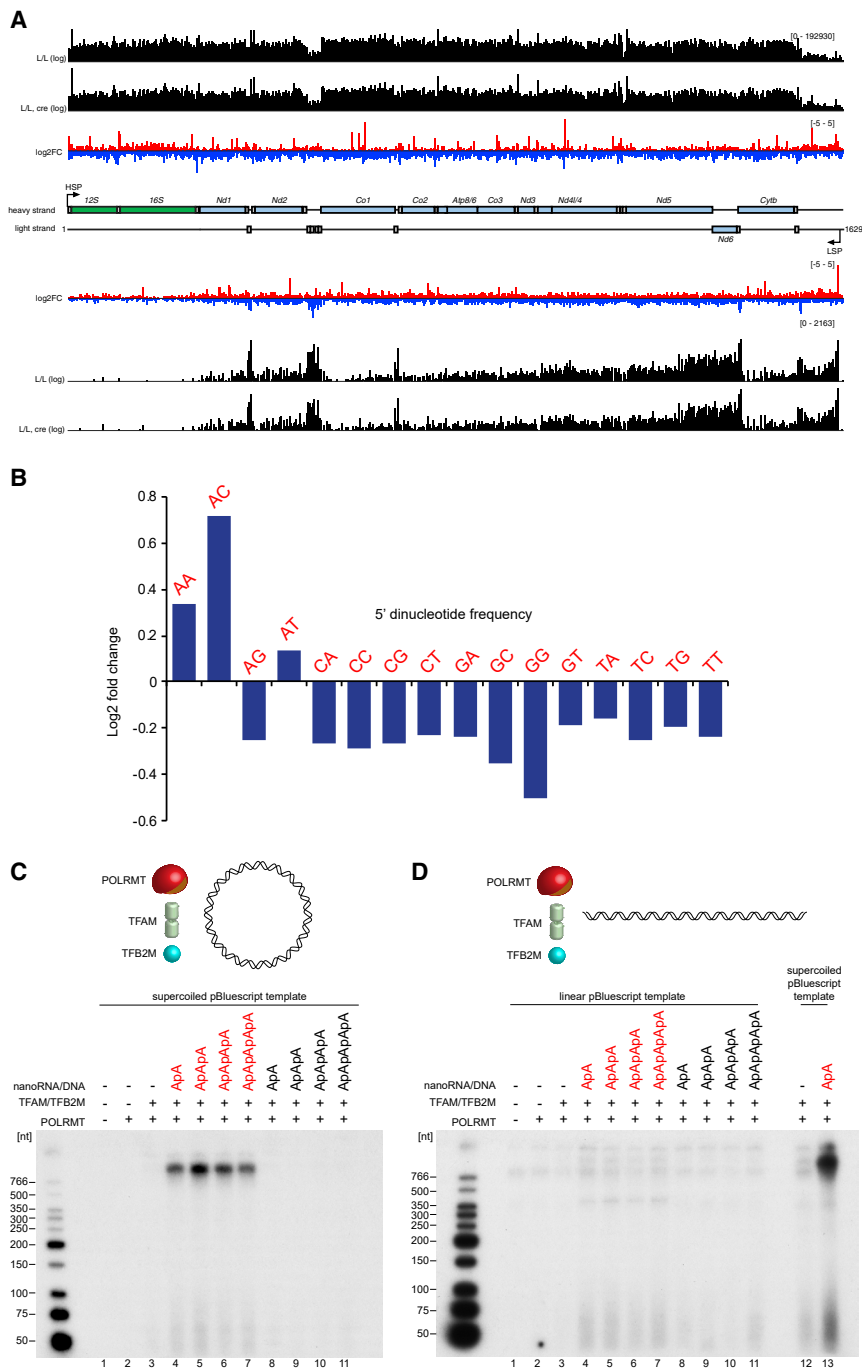 A
[0 - 192930]
L/L (log)
L/L, cre (log)
[-5 - 5]
log2FC
HSP
12S 16S Nd1 Nd2 Co1 Co2 Atp8/6 Co3 Nd3 Nd4l/4 Nd5 Cytb
heavy strand
light strand 1 1629
Nd6 LSP
[-5 - 5]
log2FC
[0 - 2163]
L/L (log)
L/L, cre (log)
B
Log2 fold change
0.8
0.6
0.4
0.2
0
-0.2
-0.4
-0.6
5' dinucleotide frequency
AA AC AG AT CA CC CG CT GA GC GG GT TA TC TG TT
C
POLRMT
TFAM
TFB2M
supercoiled pBluescript template
nanoRNA/DNA - - - ApA ApApA ApApApA ApApApApA ApA ApApA ApApApA ApApApApA
TFAM/TFB2M - - + + + + + + + + +
POLRMT - + + + + + + + + + +
[nt]
766
500
350
300
250
200
150
100
75
50
1 2 3 4 5 6 7 8 9 10 11
D
POLRMT
TFAM
TFB2M
linear pBluescript template
supercoiled
pBluescript
template
nanoRNA/DNA - - - ApA ApApA ApApApA ApApApApA ApA ApApA ApApApA ApApApApA - ApA
TFAM/TFB2M - - + + + + + + + + + + +
POLRMT - + + + + + + + + + + + +
[nt]
766
500
350
300
250
200
150
100
75
50
1 2 3 4 5 6 7 8 9 10 11 12 13